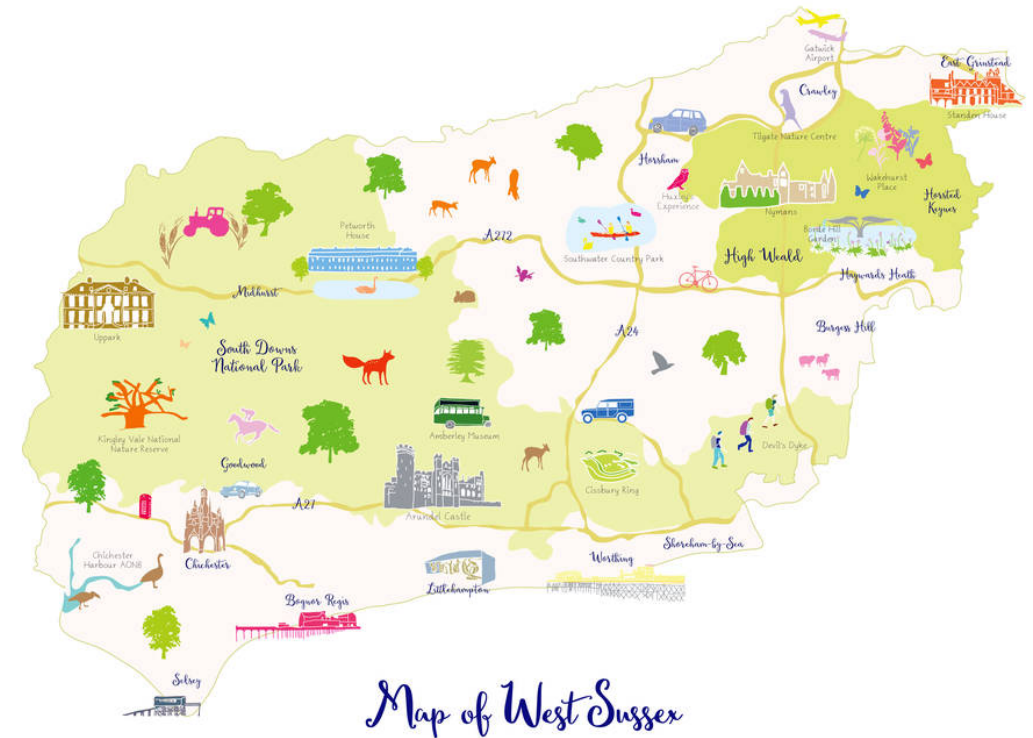 Gatwick
Airport
East Grinstead
Crawley
Standen House
Tilgate Nature Centre
Horsham
Wakehurst
Place
Huxley's
Experience
Horsted
Keynes
Nymans
Petworth
House
A272
Borde Hill
Gardens
Southwater Country Park
High Weald
Haywards Heath
Midhurst
Uppark
A24
Burgess Hill
South Downs
National Park
Kingley Vale National
Nature Reserve
Amberley Museum
Devil's Dyke
Goodwood
Cissbury Ring
A27
Arundel Castle
Shoreham-by-Sea
Chichester
Harbour AONB
Chichester
Worthing
Littlehampton
Bognor Regis
Selsey
Map of West Sussex